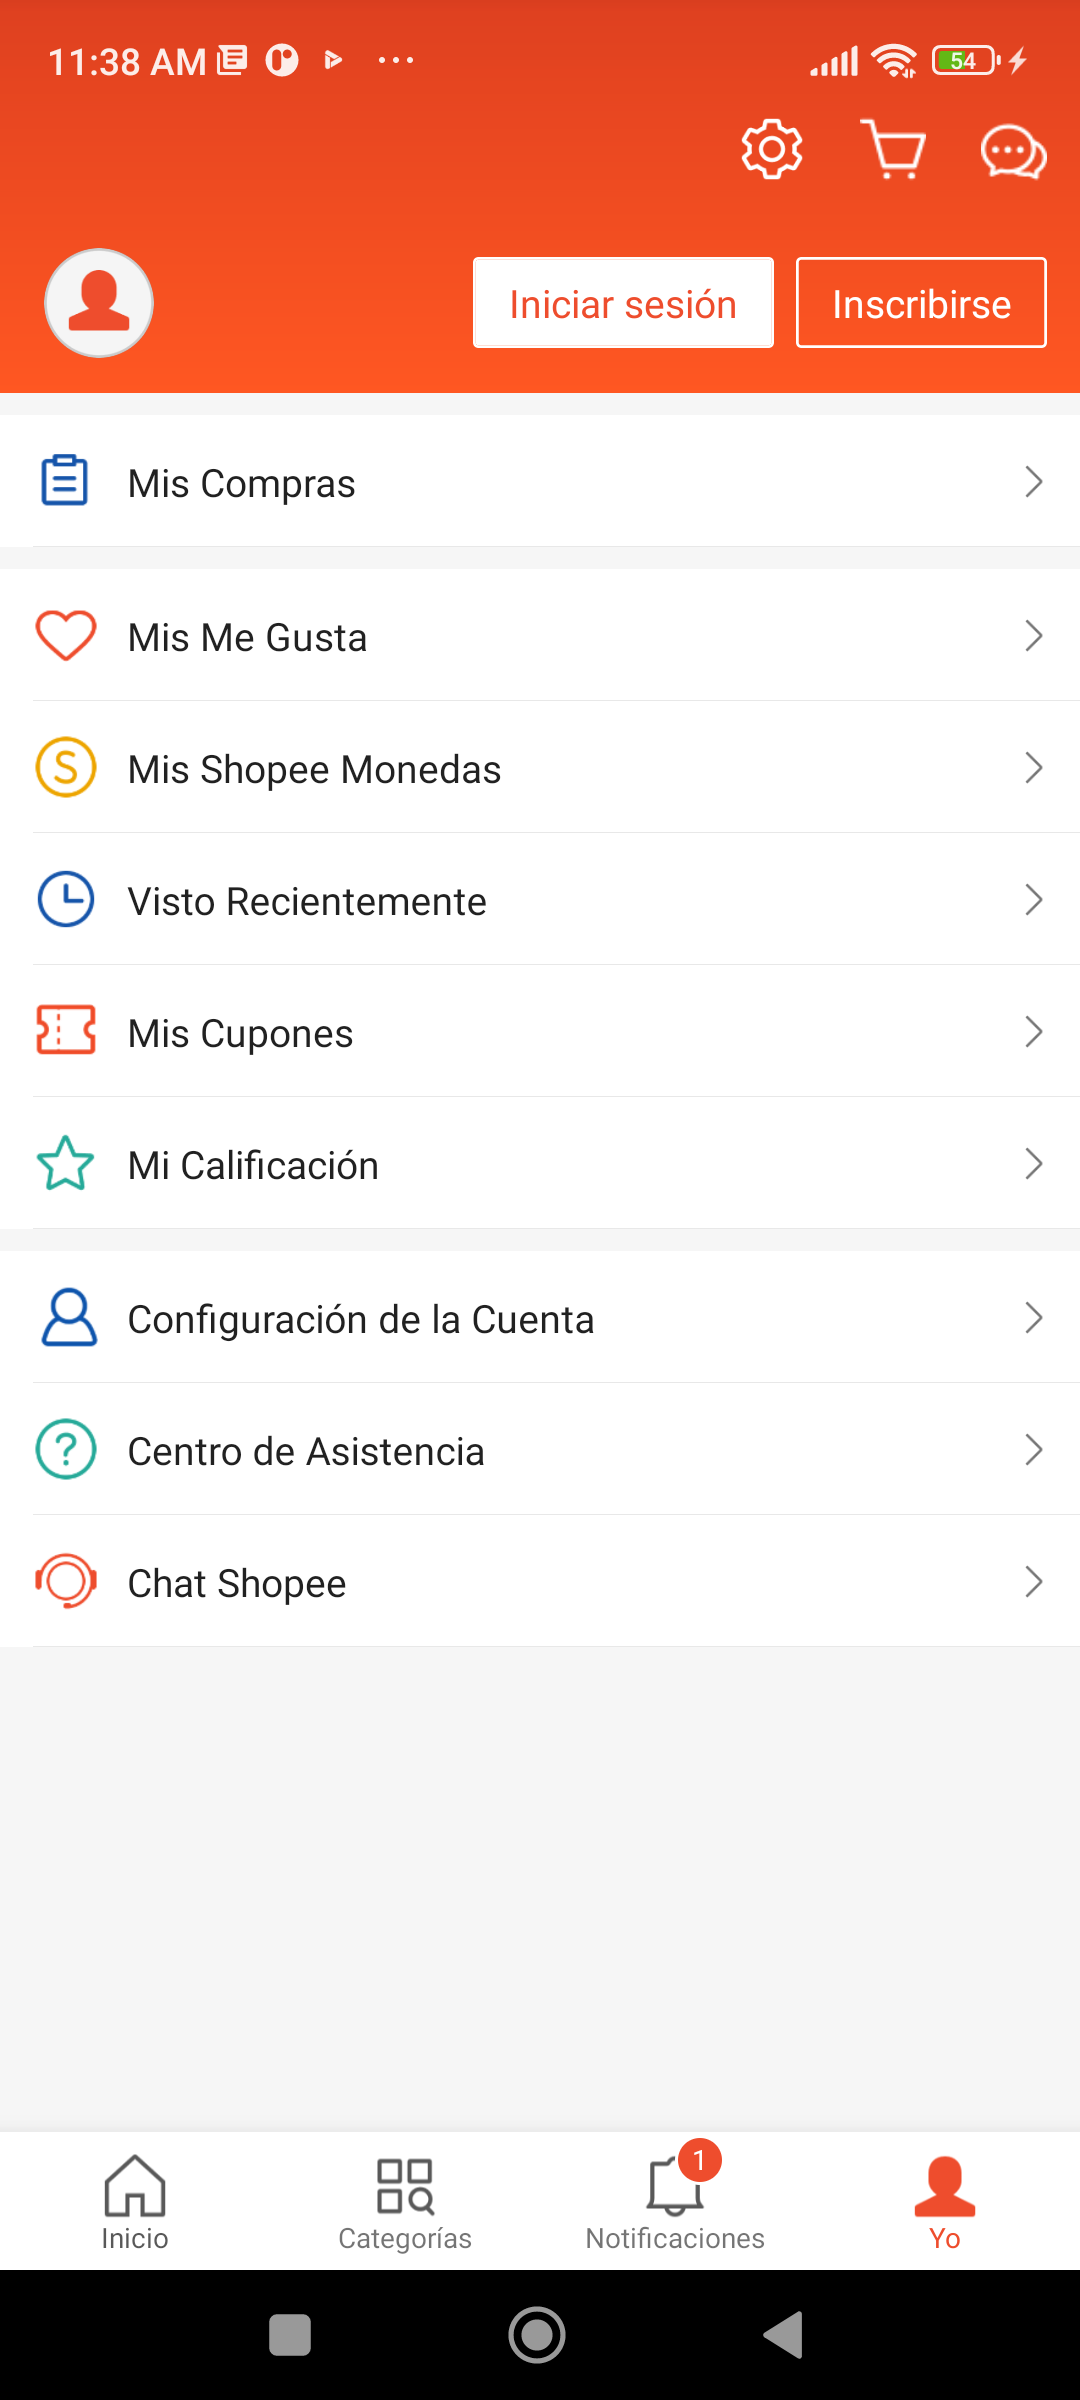 11:38 AM
54
Iniciar sesión
Inscribirse
Mis Compras
Mis Me Gusta
Mis Shopee Monedas
Visto Recientemente
Mis Cupones
Mi Calificación
Configuración de la Cuenta
Centro de Asistencia
Chat Shopee
1
Inicio
Categorías
Notificaciones
Yo